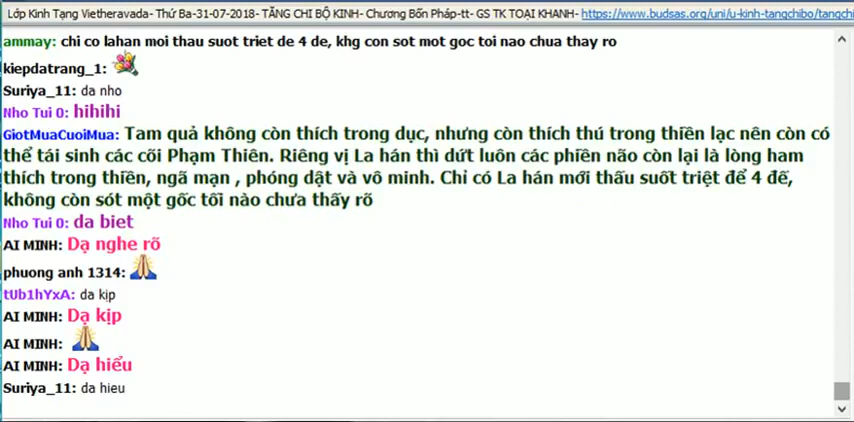 Lớp Kinh Tạng Vietheravada- Thứ Ba-31-07-2018- TĂNG CHI BỘ KINH- Chương Bốn Pháp-tt- GS TK TOẠI KHANH- https://www.budsas.org/uni/u-kinh-tangchibo/tangchi
ammay: chi co lahan moi thau suot triet de 4 de, khg con sot mot goc toi nao chua thay ro
kiepdatrang_1:
Suriya_11: da nho
Nho Tui 0: hihihi
GiotMuaCuoiMua: Tam quả không còn thích trong dục, nhưng còn thích thú trong thiền lạc nên còn có
thể tái sinh các cõi Phạm Thiên. Riêng vị La hán thì dứt luôn các phiền não còn lại là lòng ham
thích trong thiền, ngã mạn , phóng dật và vô minh. Chỉ có La hán mới thấu suốt triệt để 4 đế,
không còn sót một gốc tối nào chưa thấy rõ
Nho Tui 0: da biet
AI MINH: Dạ nghe rõ
phuong anh 1314:
tUb1hYxA: da kip
AI MINH: Dạ kịp
AI MINH:
AI MINH: Dạ hiểu
Suriya_11: da hieu